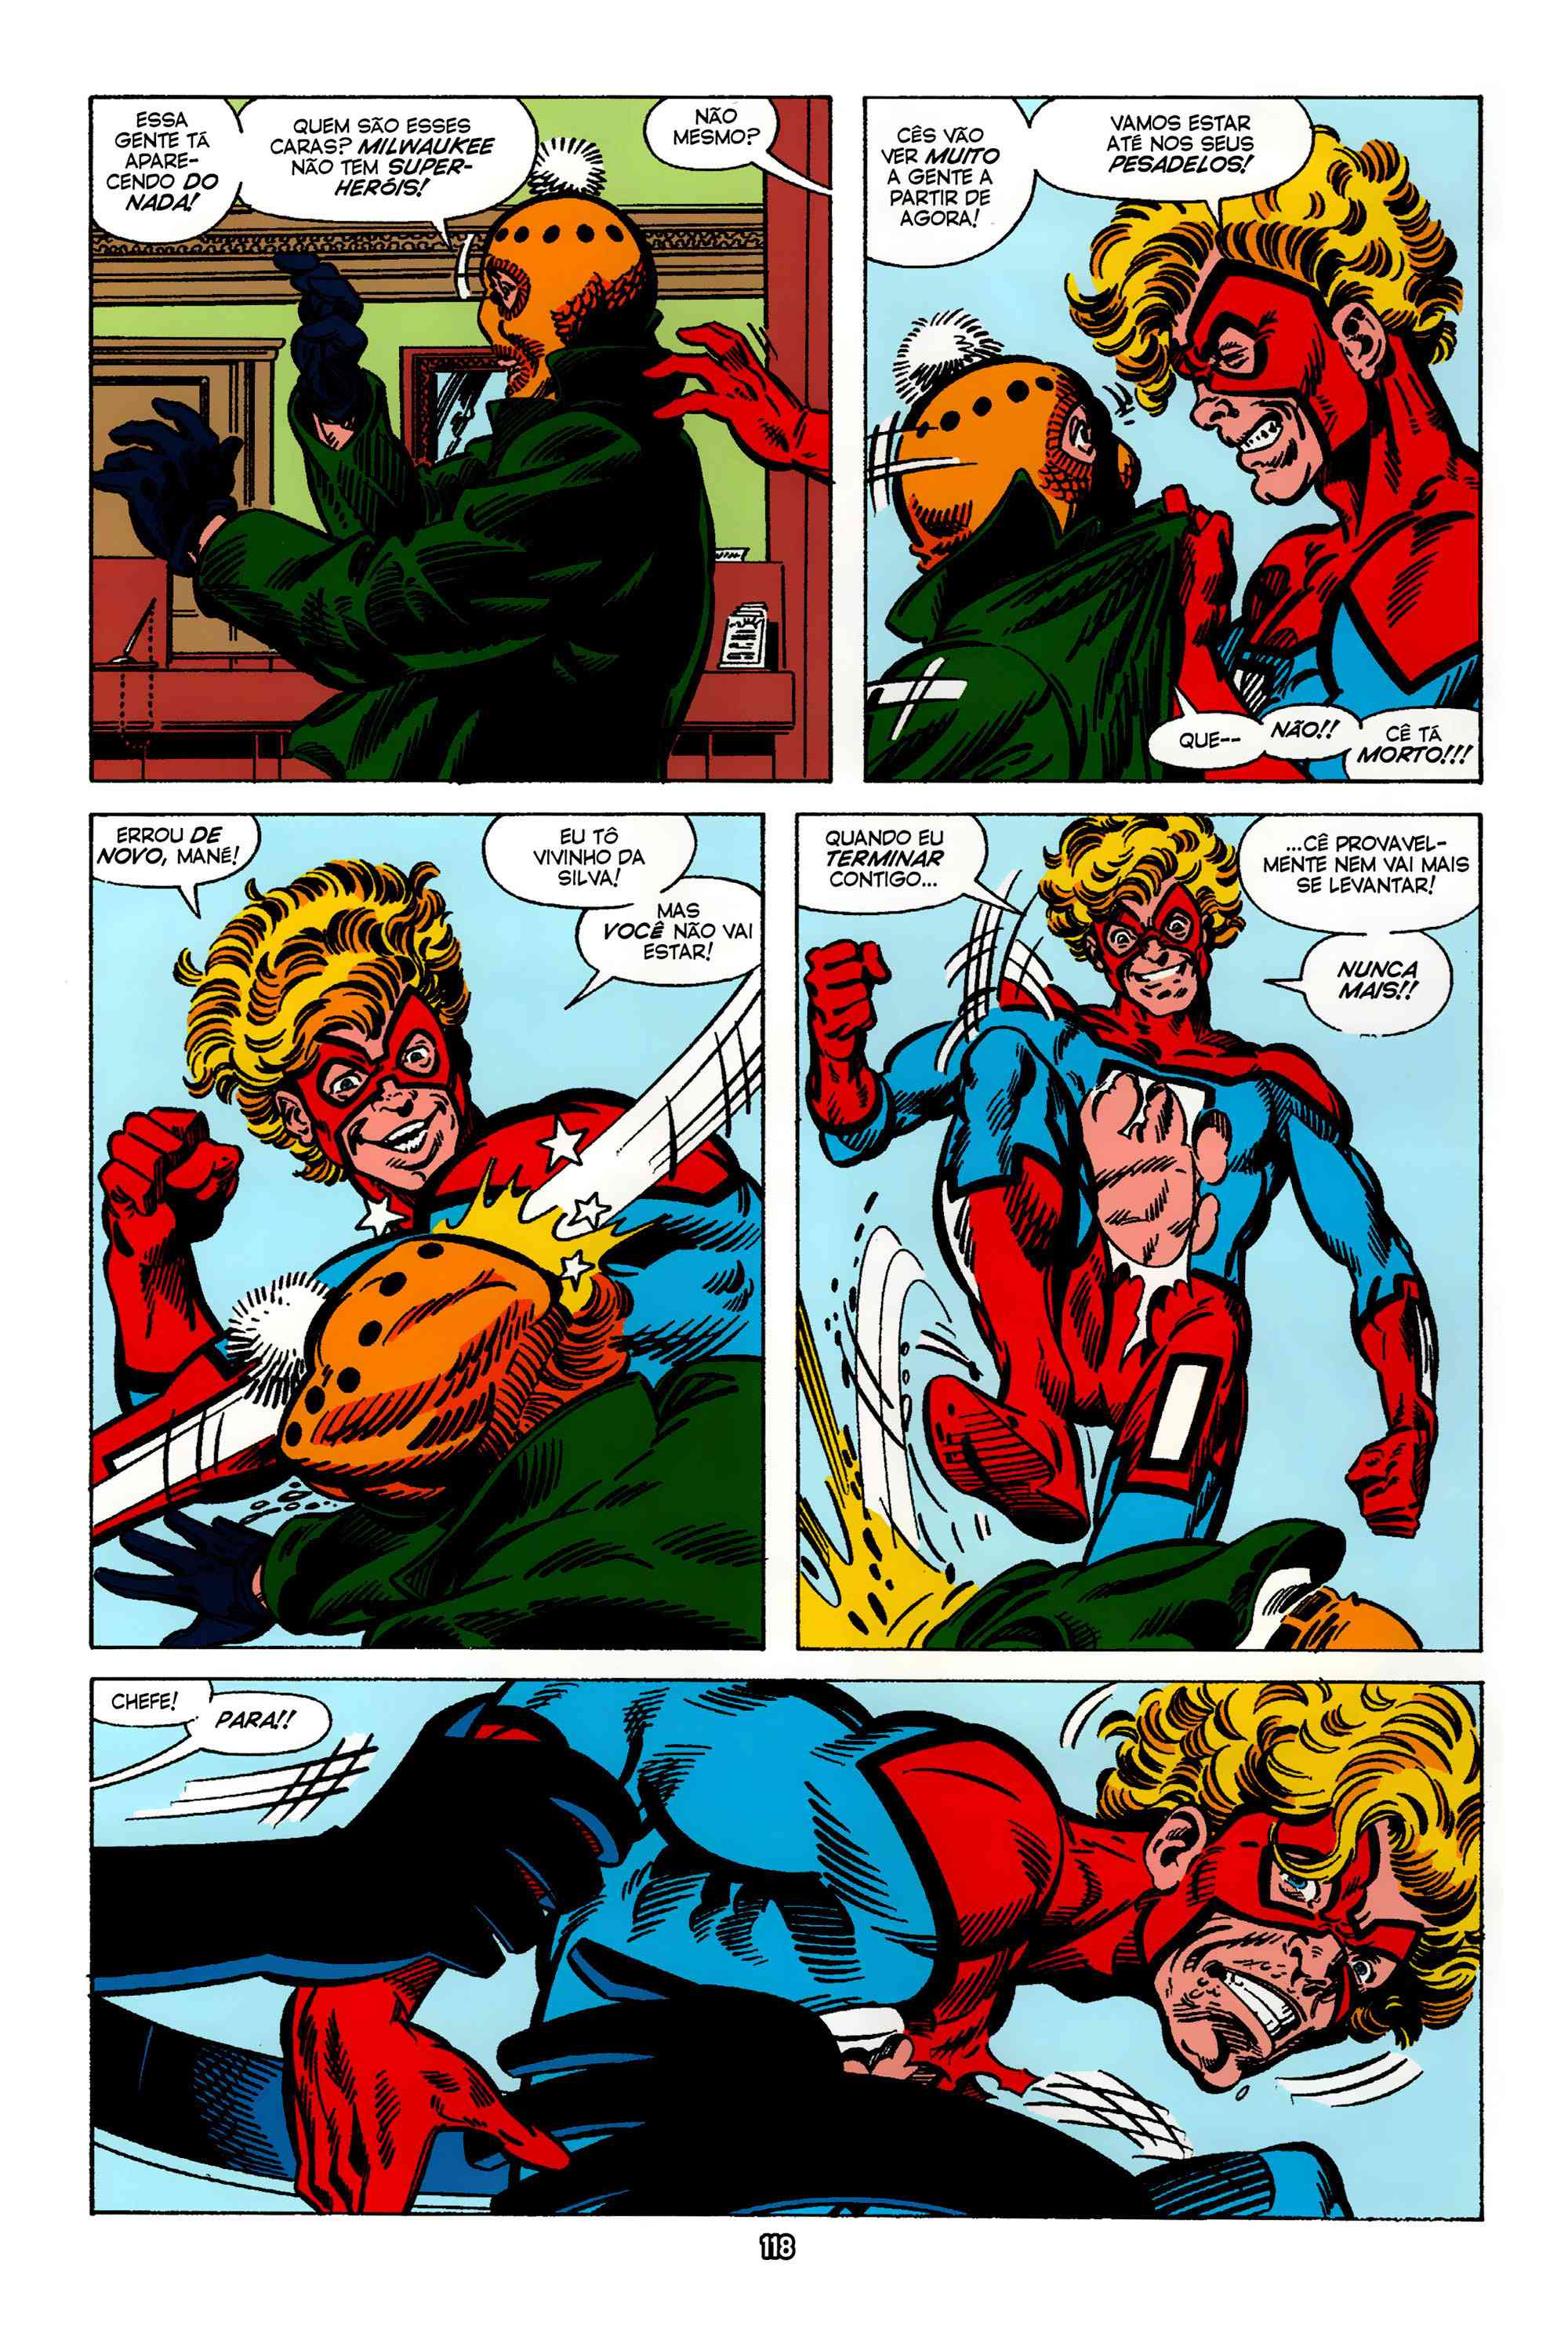 ESSA
GENTE TÁ
APARE-
CENDO DO
NADA!
QUEM SÃO ESSES
CARAS? MILWAUKEE
NÃO TEM SUPER-
HERÓIS!
NÃO
MESMO?
CÊS VÃO
VER MUITO
A GENTE A
PARTIR DE
AGORA!
VAMOS ESTAR
ATÉ NOS SEUS
PESADELOS!
QUE--
NÃO!!
CÊ TÁ
MORTO!!!
ERROU DE
NOVO, MANÉ!
EU TÔ
VIVINHO DA
SILVA!
MAS
VOCÊ NÃO VAI
ESTAR!
QUANDO EU
TERMINAR
CONTIGO...
...CÊ PROVAVEL-
MENTE NEM VAI MAIS
SE LEVANTAR!
NUNCA
MAIS!!
CHEFE!
PARA!!
118